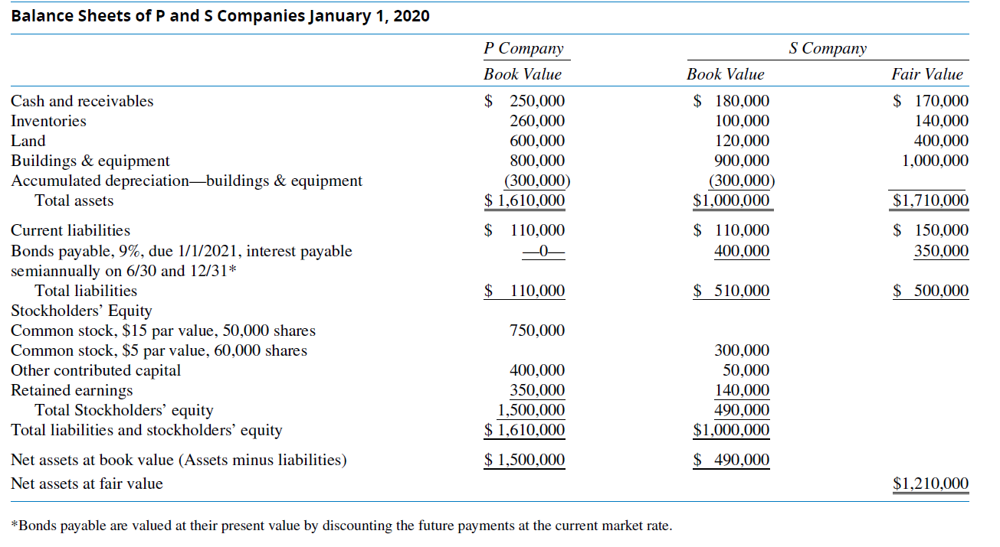 Balance Sheets of P and S Companies January 1, 2020
P Company S Company
Book Value Book Value Fair Value
Cash and receivables $ 250,000 $ 180,000 $ 170,000
Inventories 260,000 100,000 140,000
Land 600,000 120,000 400,000
Buildings & equipment 800,000 900,000 1,000,000
Accumulated depreciation—buildings & equipment (300,000) (300,000)
Total assets $ 1,610,000 $1,000,000 $1,710,000
Current liabilities $ 110,000 $ 110,000 $ 150,000
Bonds payable, 9%, due 1/1/2021, interest payable —0— 400,000 350,000
semiannually on 6/30 and 12/31*
Total liabilities $ 110,000 $ 510,000 $ 500,000
Stockholders’ Equity
Common stock, $15 par value, 50,000 shares 750,000
Common stock, $5 par value, 60,000 shares 300,000
Other contributed capital 400,000 50,000
Retained earnings 350,000 140,000
Total Stockholders’ equity 1,500,000 490,000
Total liabilities and stockholders’ equity $ 1,610,000 $1,000,000
Net assets at book value (Assets minus liabilities) $ 1,500,000 $ 490,000
Net assets at fair value $1,210,000
*Bonds payable are valued at their present value by discounting the future payments at the current market rate.